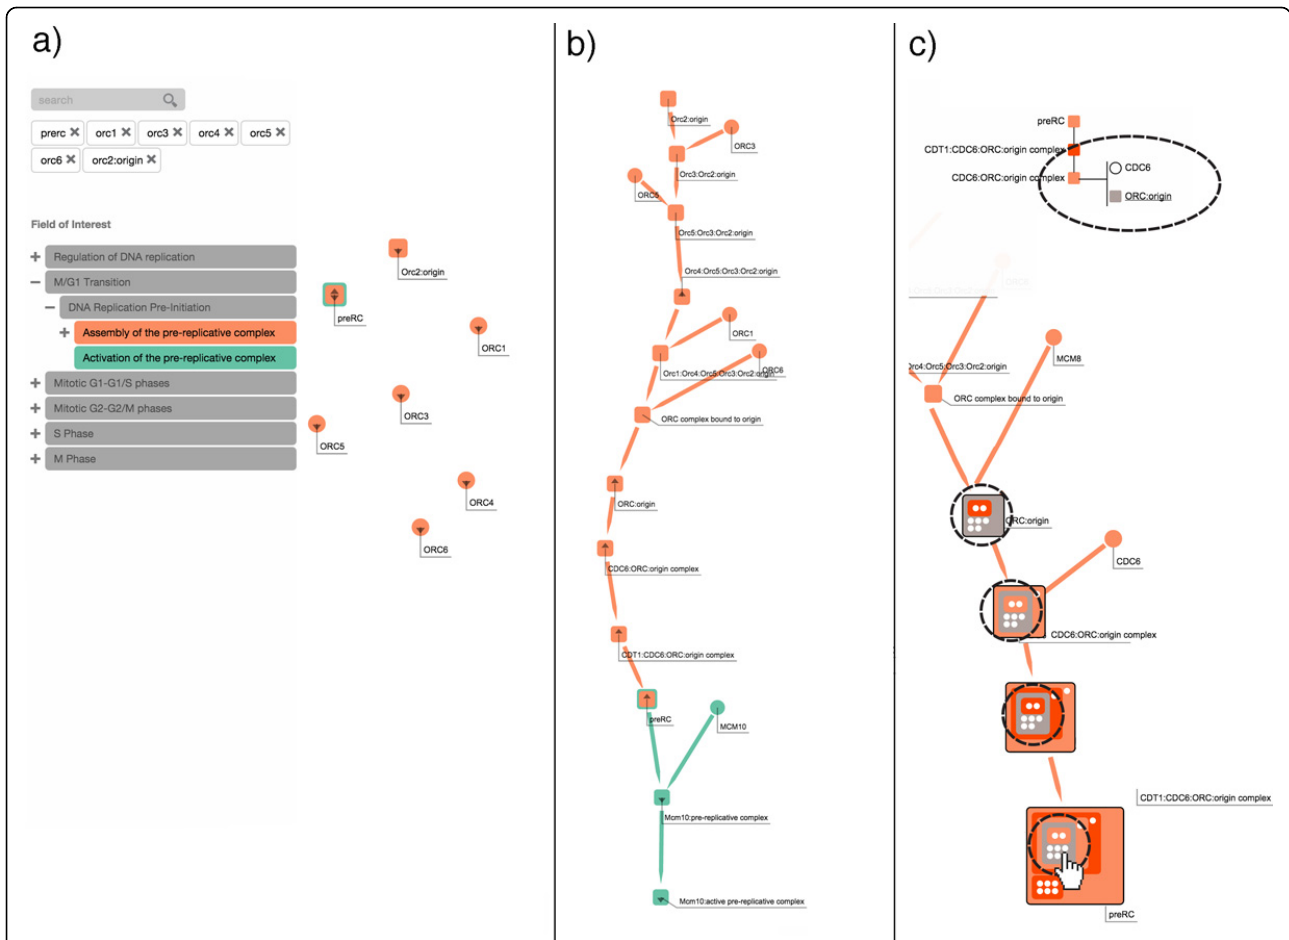 a)
search
prerc ✕ orc1 ✕ orc3 ✕ orc4 ✕ orc5 ✕
orc6 ✕ orc2:origin ✕
Field of Interest
+ Regulation of DNA replication
− M/G1 Transition
− DNA Replication Pre-Initiation
+ Assembly of the pre-replicative complex
Activation of the pre-replicative complex
+ Mitotic G1-G1/S phases
+ Mitotic G2-G2/M phases
+ S Phase
+ M Phase
Orc2:origin
preRC
ORC1
ORC3
ORC5
ORC4
ORC6
b)
Orc2:origin
ORC3
Orc3:Orc2:origin
ORC5
Orc5:Orc3:Orc2:origin
Orc4:Orc5:Orc3:Orc2:origin
ORC1
Orc1:Orc4:Orc5:Orc3:Orc2:origin
ORC6
ORC complex bound to origin
ORC:origin
CDC6:ORC:origin complex
CDT1:CDC6:ORC:origin complex
preRC
MCM10
Mcm10:pre-replicative complex
Mcm10:active pre-replicative complex
c)
preRC
CDT1:CDC6:ORC:origin complex
CDC6:ORC:origin complex
CDC6
ORC:origin
MCM8
Orc4:Orc5:Orc3:Orc2:origin
ORC complex bound to origin
ORC:origin
CDC6
CDC6:ORC:origin complex
CDT1:CDC6:ORC:origin complex
preRC